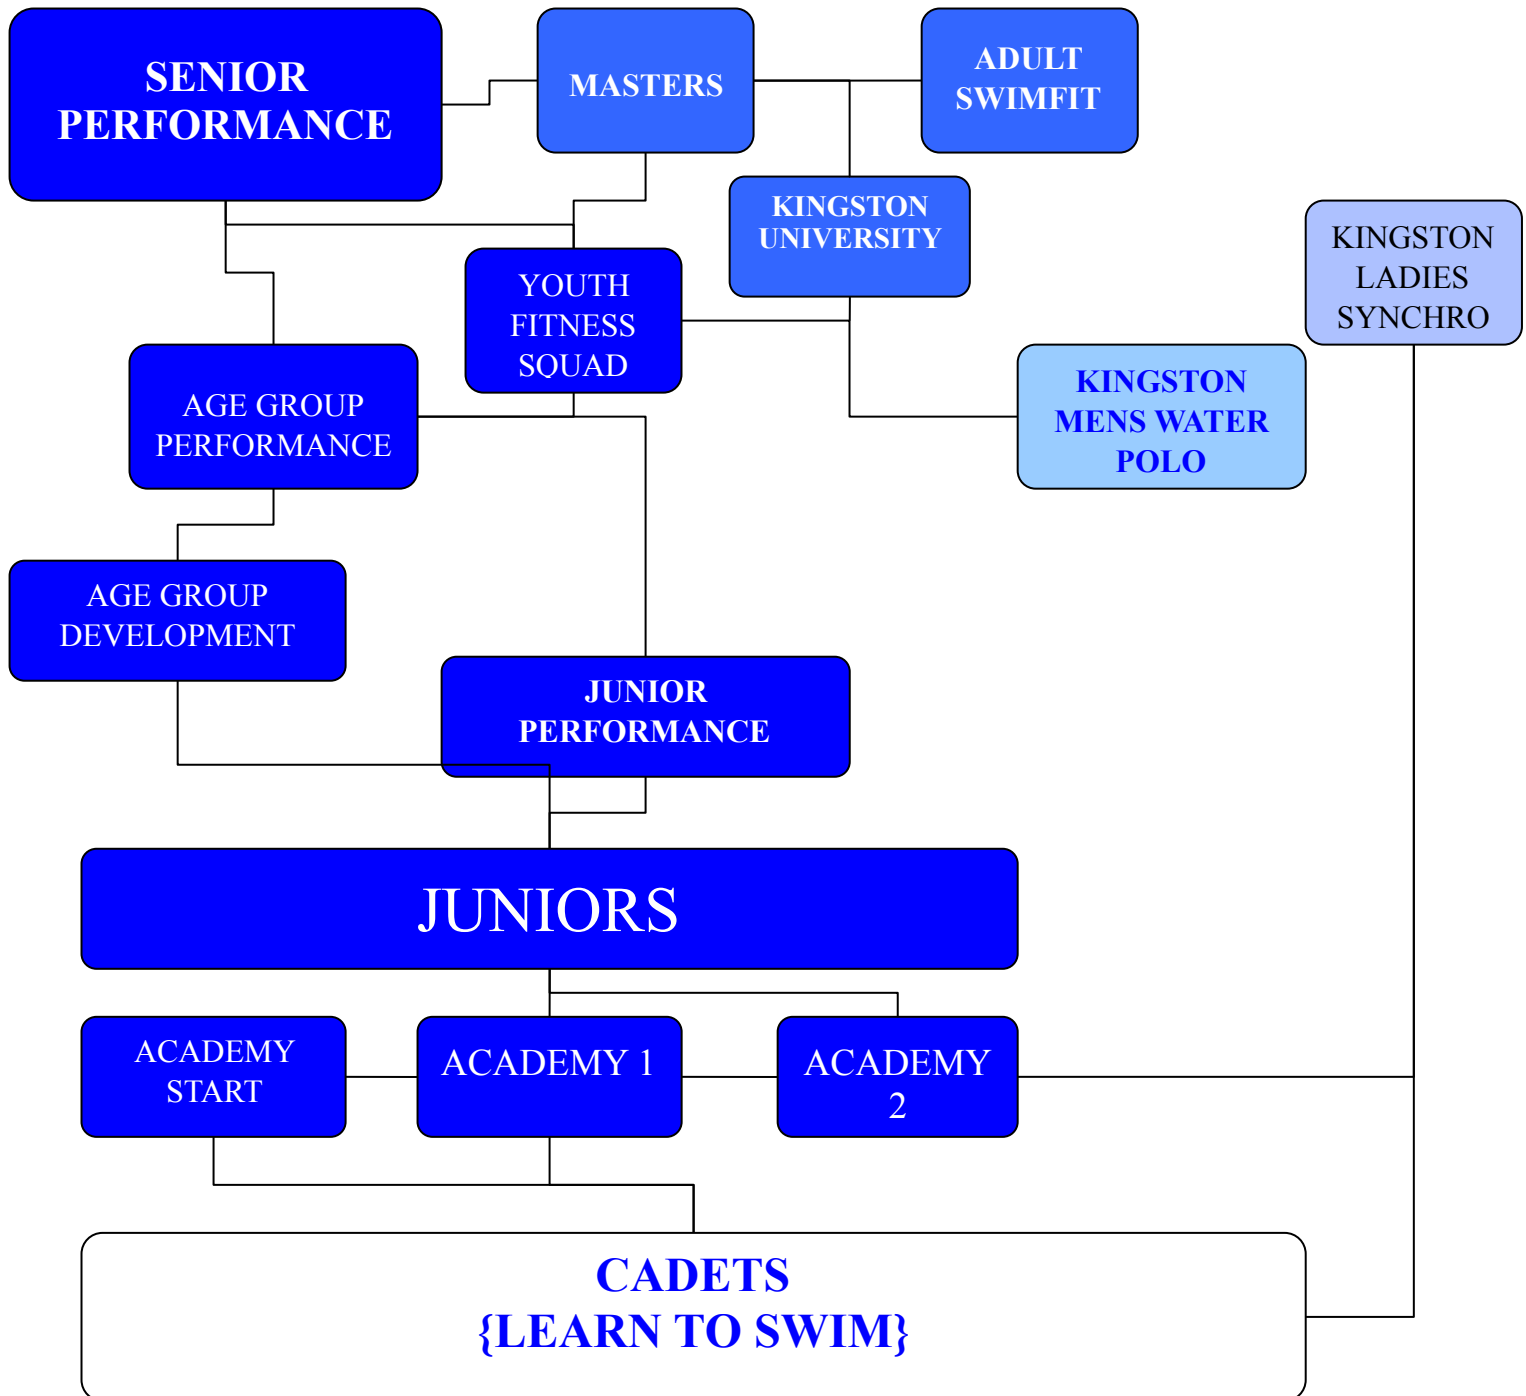 SENIOR
PERFORMANCE
MASTERS
ADULT
SWIMFIT
KINGSTON
UNIVERSITY
KINGSTON
LADIES
SYNCHRO
YOUTH
FITNESS
SQUAD
AGE GROUP
PERFORMANCE
KINGSTON
MENS WATER
POLO
AGE GROUP
DEVELOPMENT
JUNIOR
PERFORMANCE
JUNIORS
ACADEMY
START
ACADEMY 1
ACADEMY
2
CADETS
{LEARN TO SWIM}